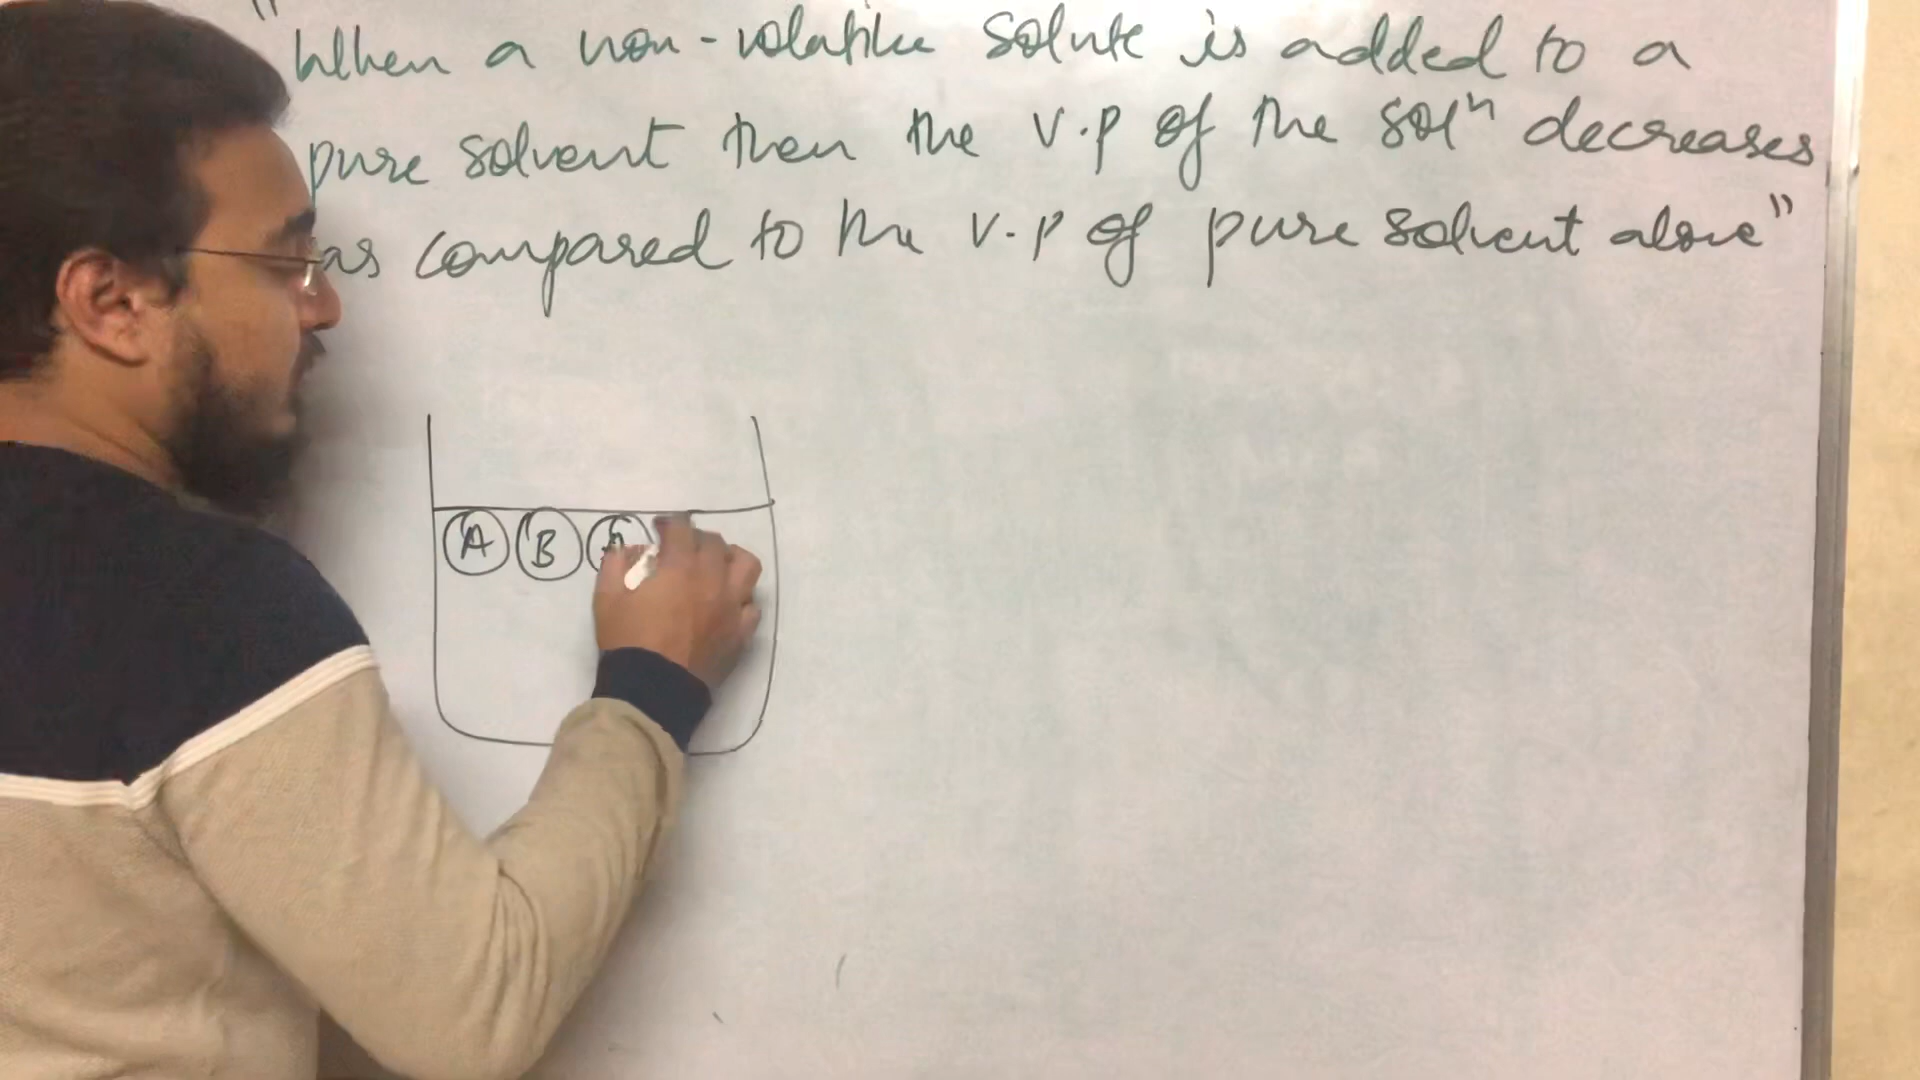 "When a non-volatile solute is added to a
pure solvent then the v.p of the solⁿ decreases
as compared to the v.p of pure solvent alone"
A B A